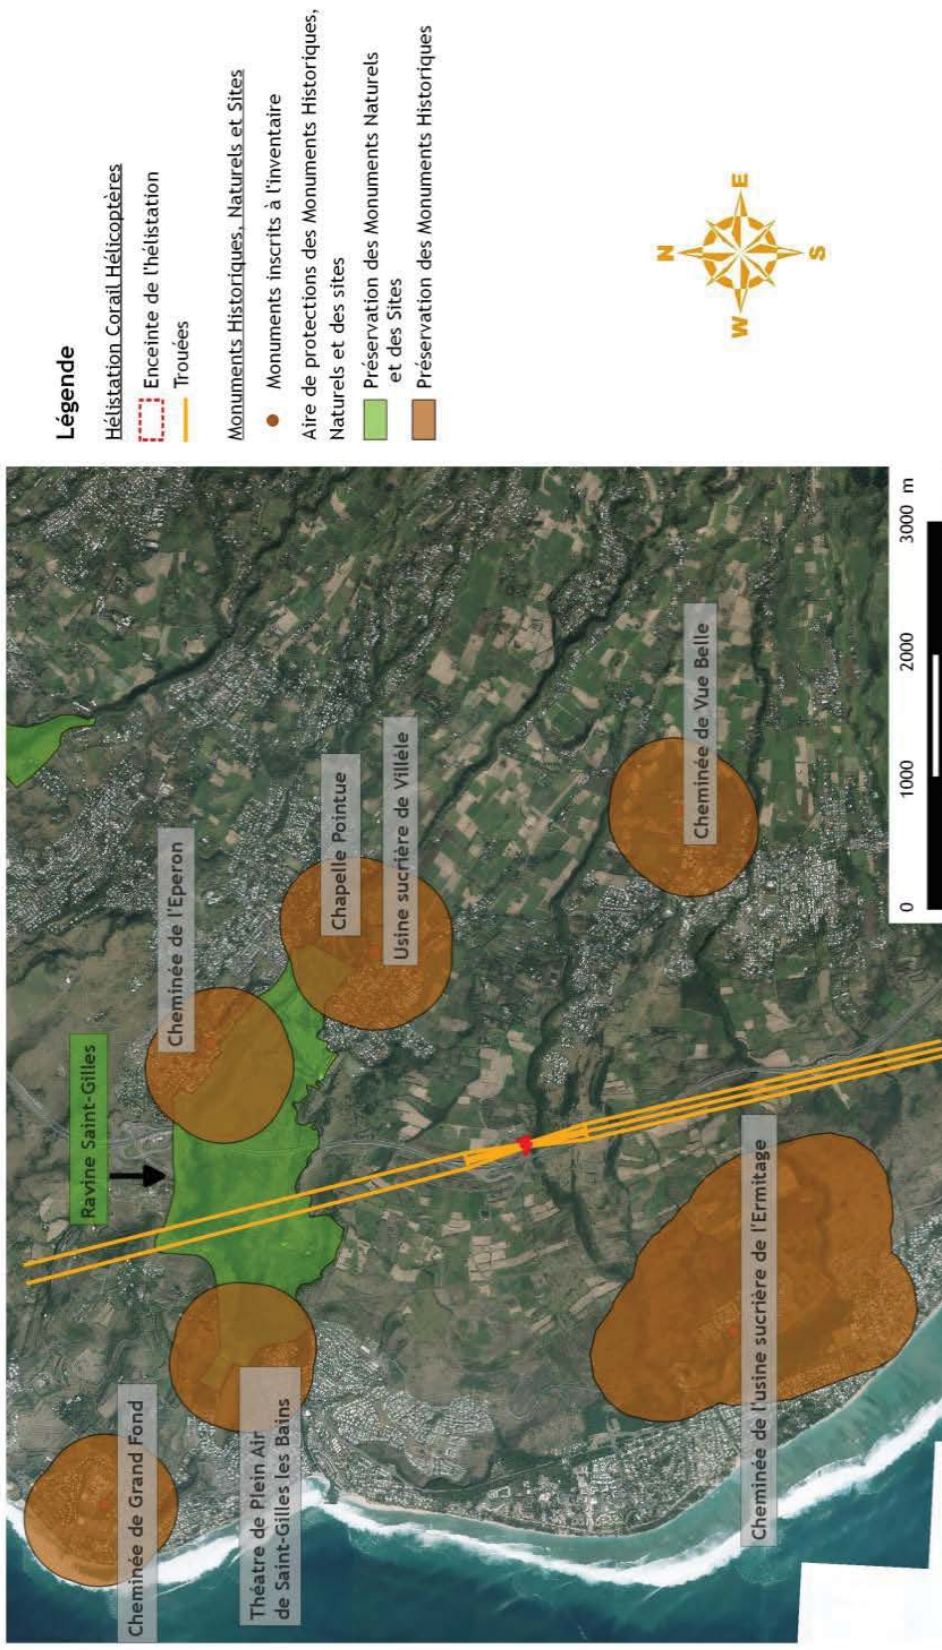 Légende
Hélistation Corail Hélicoptères
Enceinte de l'hélistation
Trouées
Monuments Historiques, Naturels et Sites
Monuments inscrits à l'inventaire
Aire de protections des Monuments Historiques,
Naturels et des sites
Préservation des Monuments Naturels
et des Sites
Préservation des Monuments Historiques
N
W
E
S
Ravine Saint-Gilles
Cheminée de l'Eperon
Chapelle Pointue
Usine sucrière de Villèle
Cheminée de Vue Belle
Cheminée de Grand Fond
Théatre de Plein Air
de Saint-Gilles les Bains
Cheminée de l'usine sucrière de l'Ermitage
0
1000
2000
3000 m